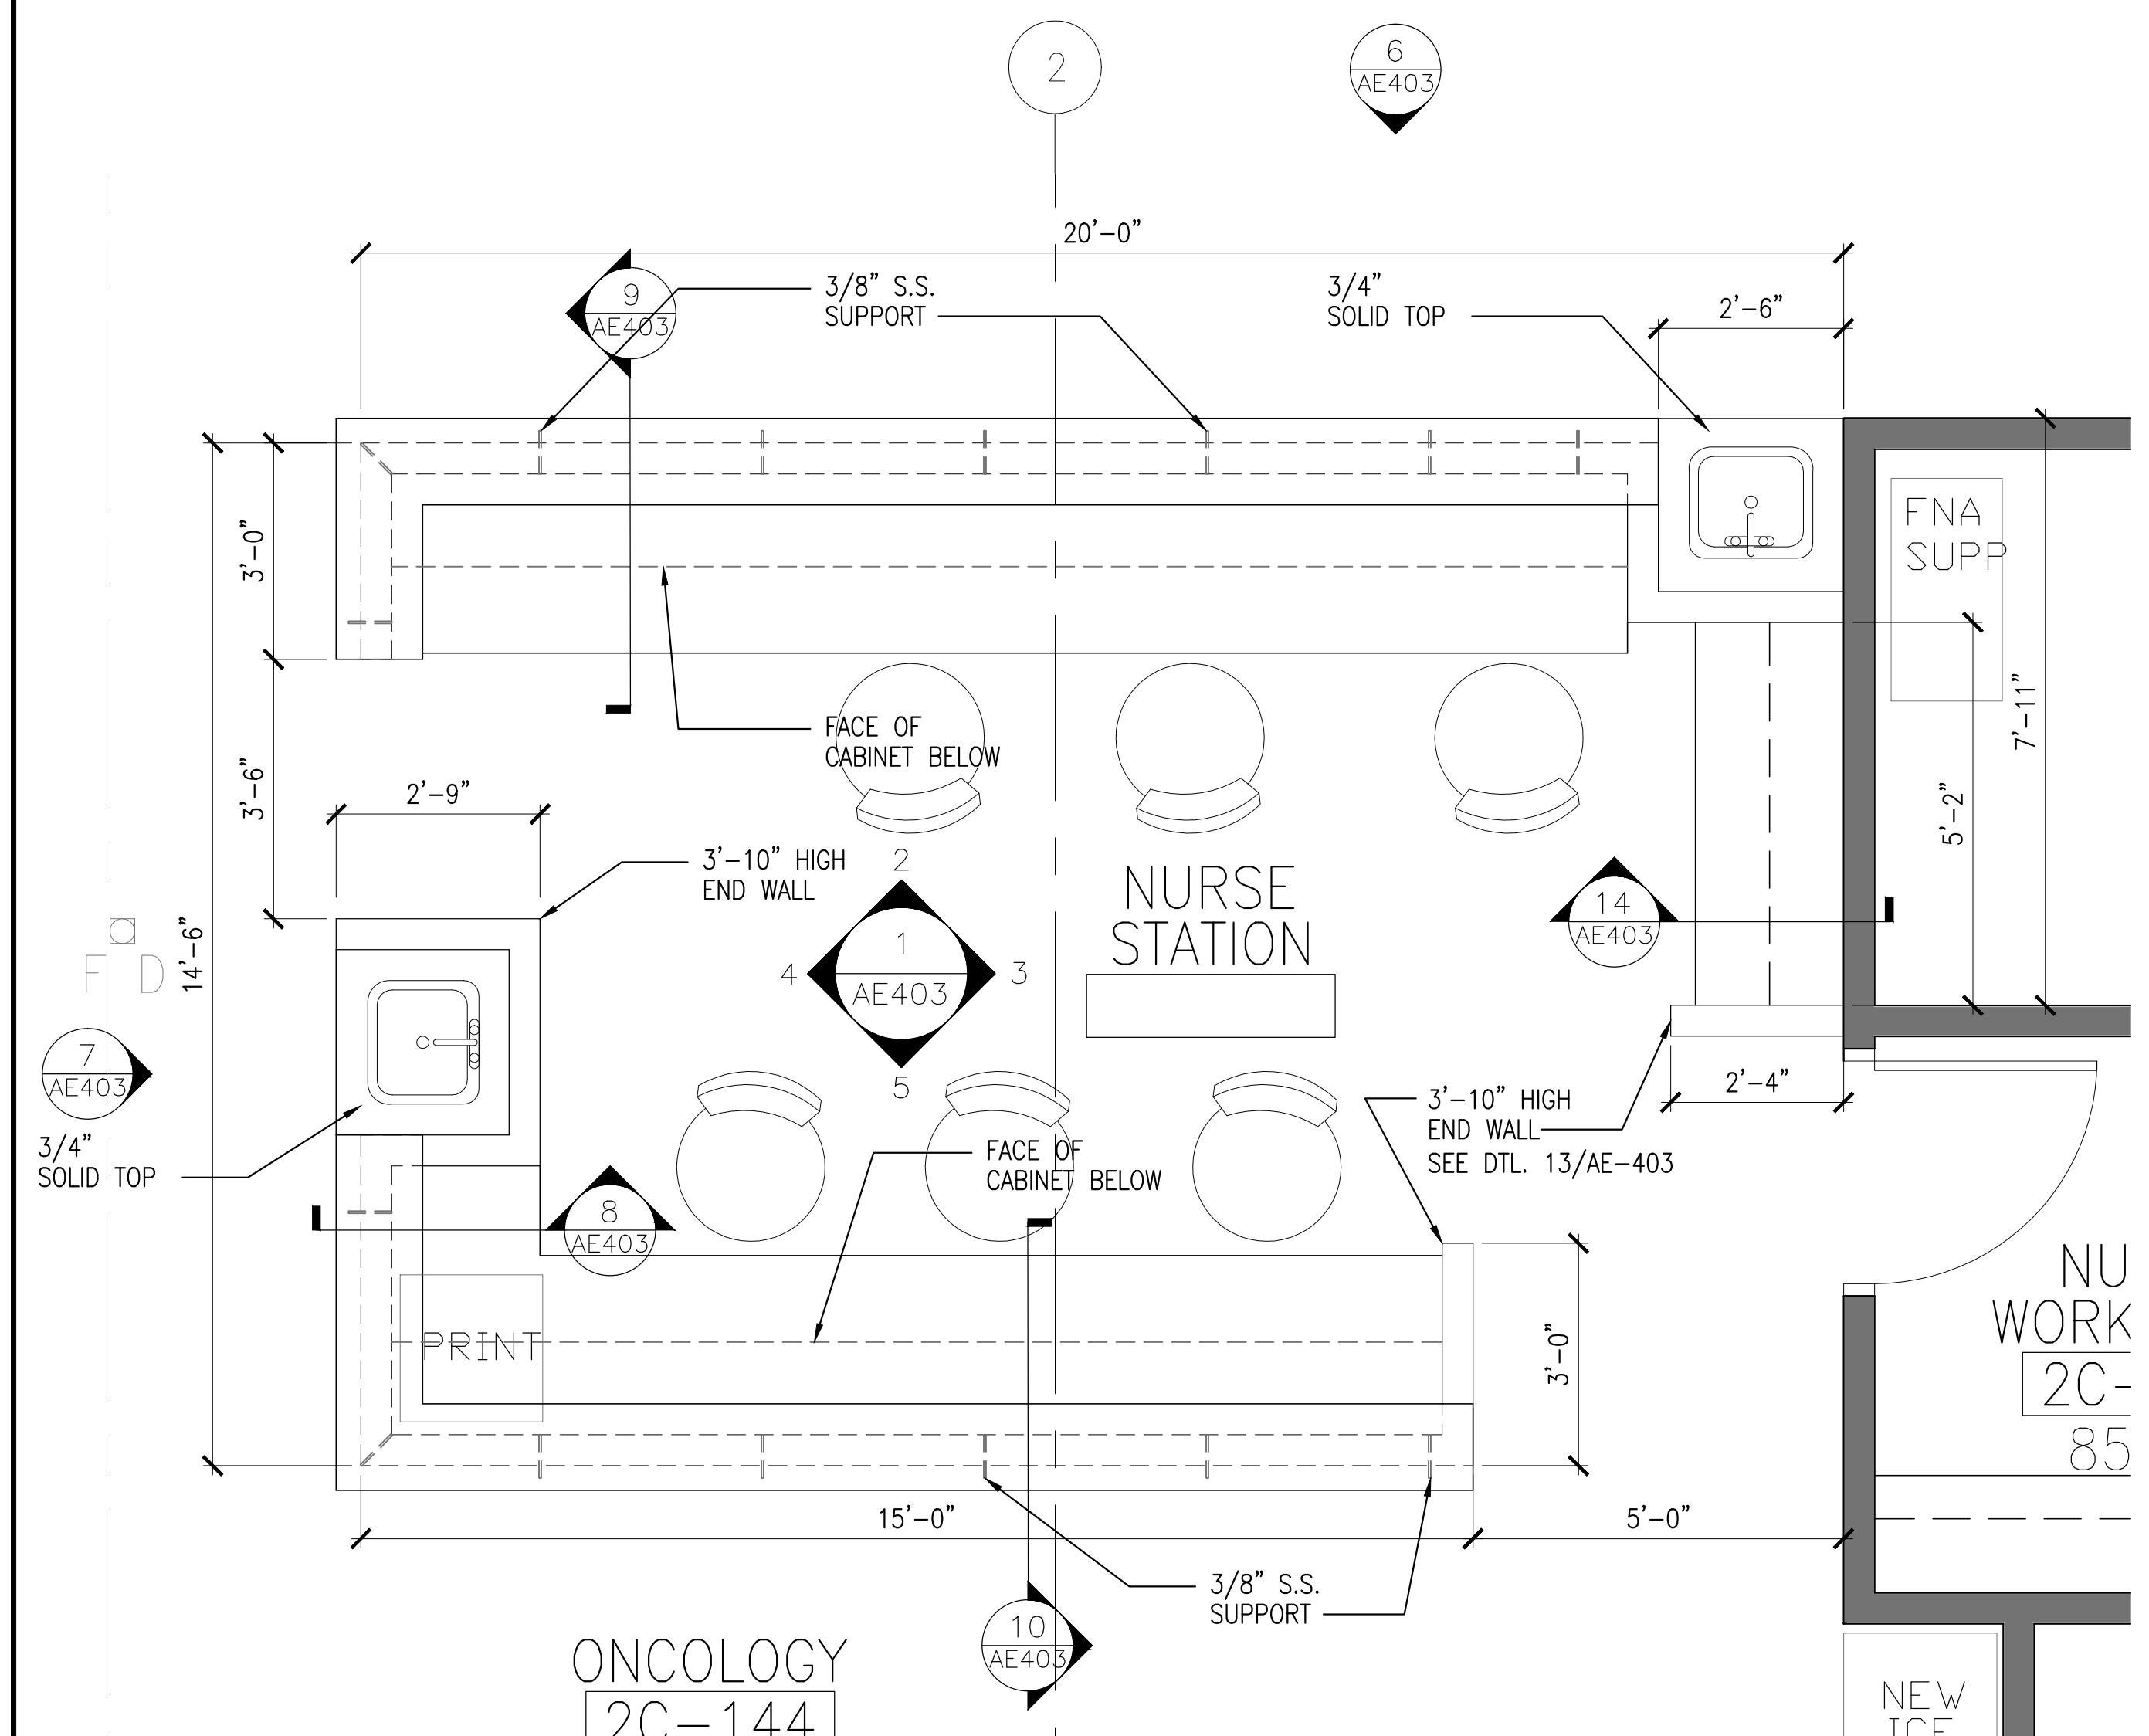 2
6
AE403
20'-0"
9
AE403
3/8" S.S.
SUPPORT
3/4"
SOLID TOP
2'-6"
FNA
SUPP
3'-0"
7'-11"
FACE OF
CABINET BELOW
3'-6"
2'-9"
5'-2"
3'-10" HIGH
END WALL
2
1
AE403
4
3
5
NURSE
STATION
14
AE403
14'-6"
F D
7
AE403
3/4"
SOLID TOP
2'-4"
3'-10" HIGH
END WALL
SEE DTL. 13/AE-403
FACE OF
CABINET BELOW
8
AE403
PRINT
3'-0"
NU
WORK
2C-
85
15'-0"
5'-0"
3/8" S.S.
SUPPORT
10
AE403
ONCOLOGY
2C-144
NEW
ICE